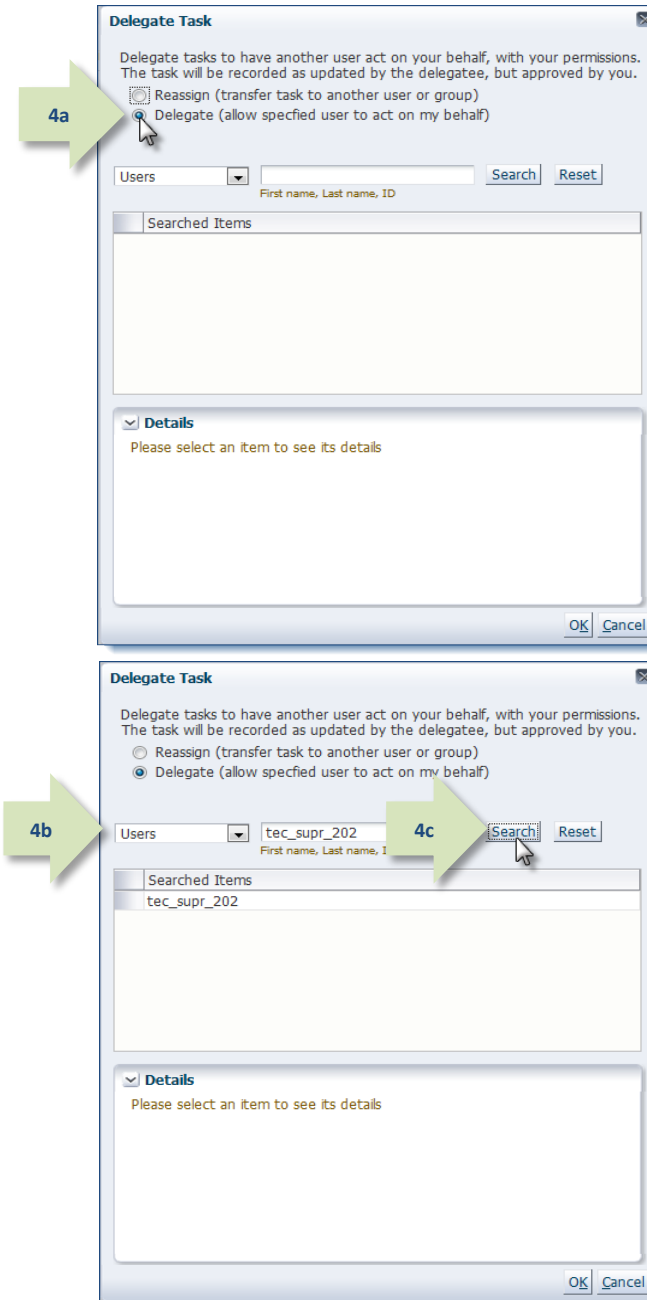 Delegate Task
Delegate tasks to have another user act on your behalf, with your permissions.
The task will be recorded as updated by the delegatee, but approved by you.
Reassign (transfer task to another user or group)
4a
Delegate (allow specfied user to act on my behalf)
Users Search Reset
First name, Last name, ID
Searched Items
Details
Please select an item to see its details
OK Cancel
Delegate Task
Delegate tasks to have another user act on your behalf, with your permissions.
The task will be recorded as updated by the delegatee, but approved by you.
Reassign (transfer task to another user or group)
Delegate (allow specfied user to act on my behalf)
4b Users tec_supr_202 4c Search Reset
First name, Last name, I
Searched Items
tec_supr_202
Details
Please select an item to see its details
OK Cancel